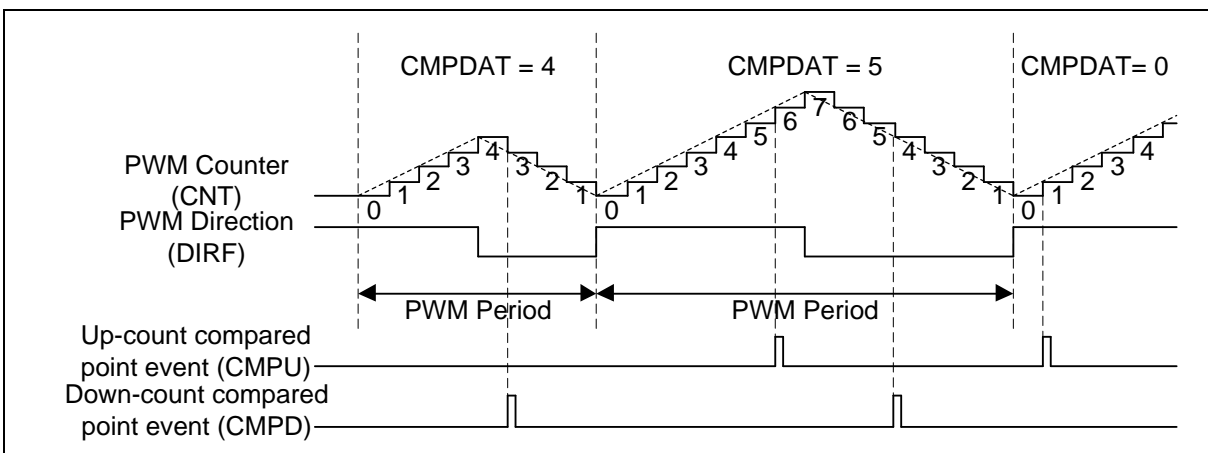 CMPDAT = 4
CMPDAT = 5
CMPDAT= 0
PWM Counter
(CNT)
0 1 2 3 4 3 2 1 0 1 2 3 4 5 6 7 6 5 4 3 2 1 0 1 2 3 4
PWM Direction
(DIRF)
PWM Period
PWM Period
Up-count compared
point event (CMPU)
Down-count compared
point event (CMPD)